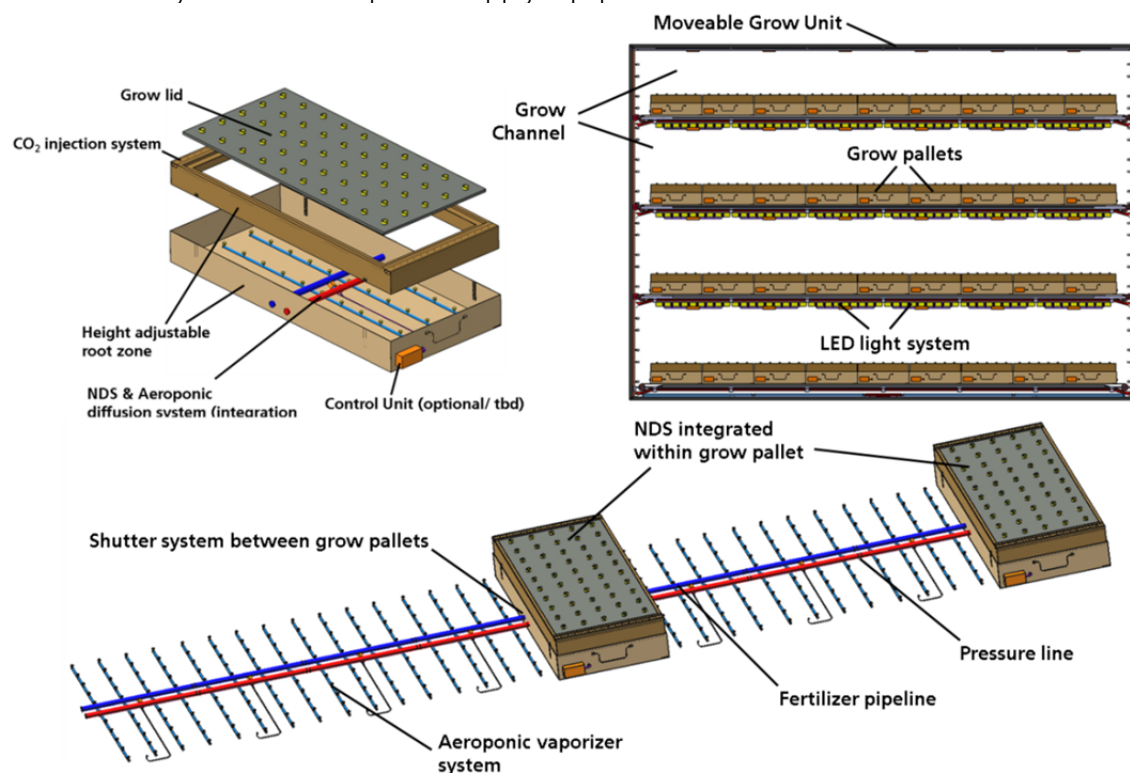 Moveable Grow Unit
Grow lid
CO₂ injection system
Grow
Channel
Grow pallets
LED light system
Height adjustable
root zone
NDS & Aeroponic
diffusion system (integration
Control Unit (optional/ tbd)
NDS integrated
within grow pallet
Shutter system between grow pallets
Pressure line
Fertilizer pipeline
Aeroponic vaporizer
system